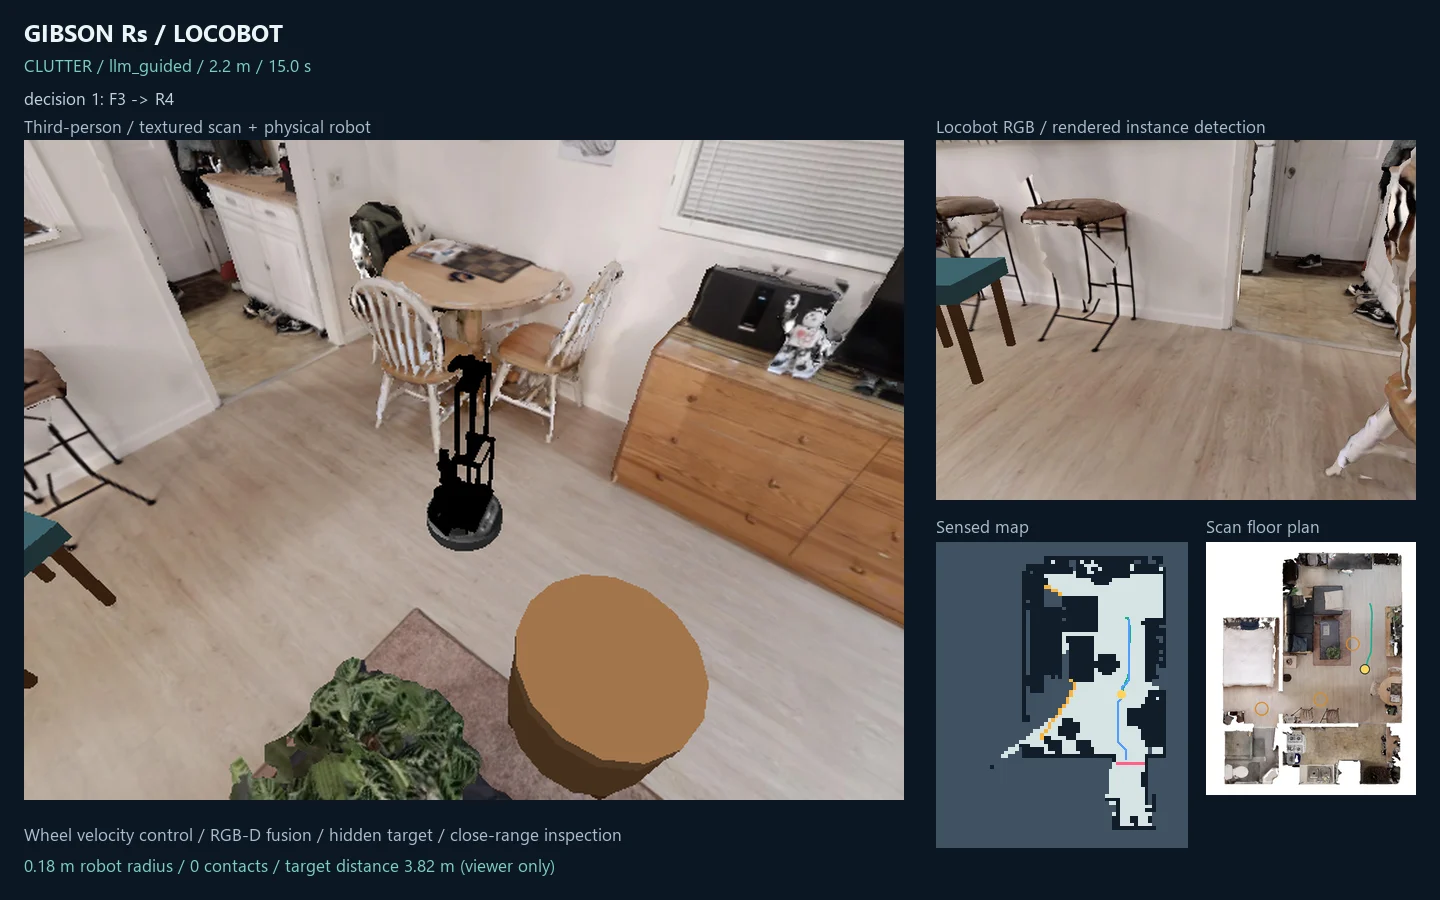 GIBSON Rs / LOCOBOT
CLUTTER / llm_guided / 2.2 m / 15.0 s
decision 1: F3 -> R4
Third-person / textured scan + physical robot
Locobot RGB / rendered instance detection
Sensed map
Scan floor plan
Wheel velocity control / RGB-D fusion / hidden target / close-range inspection
0.18 m robot radius / 0 contacts / target distance 3.82 m (viewer only)